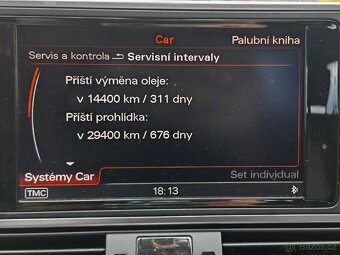 Car
Palubní kniha
Servis a kontrola Servisní intervaly
Příští výměna oleje:
v 14400 km / 311 dny
Příští prohlídka:
v 29400 km / 676 dny
Systémy Car
Set individual
TMC
18:13